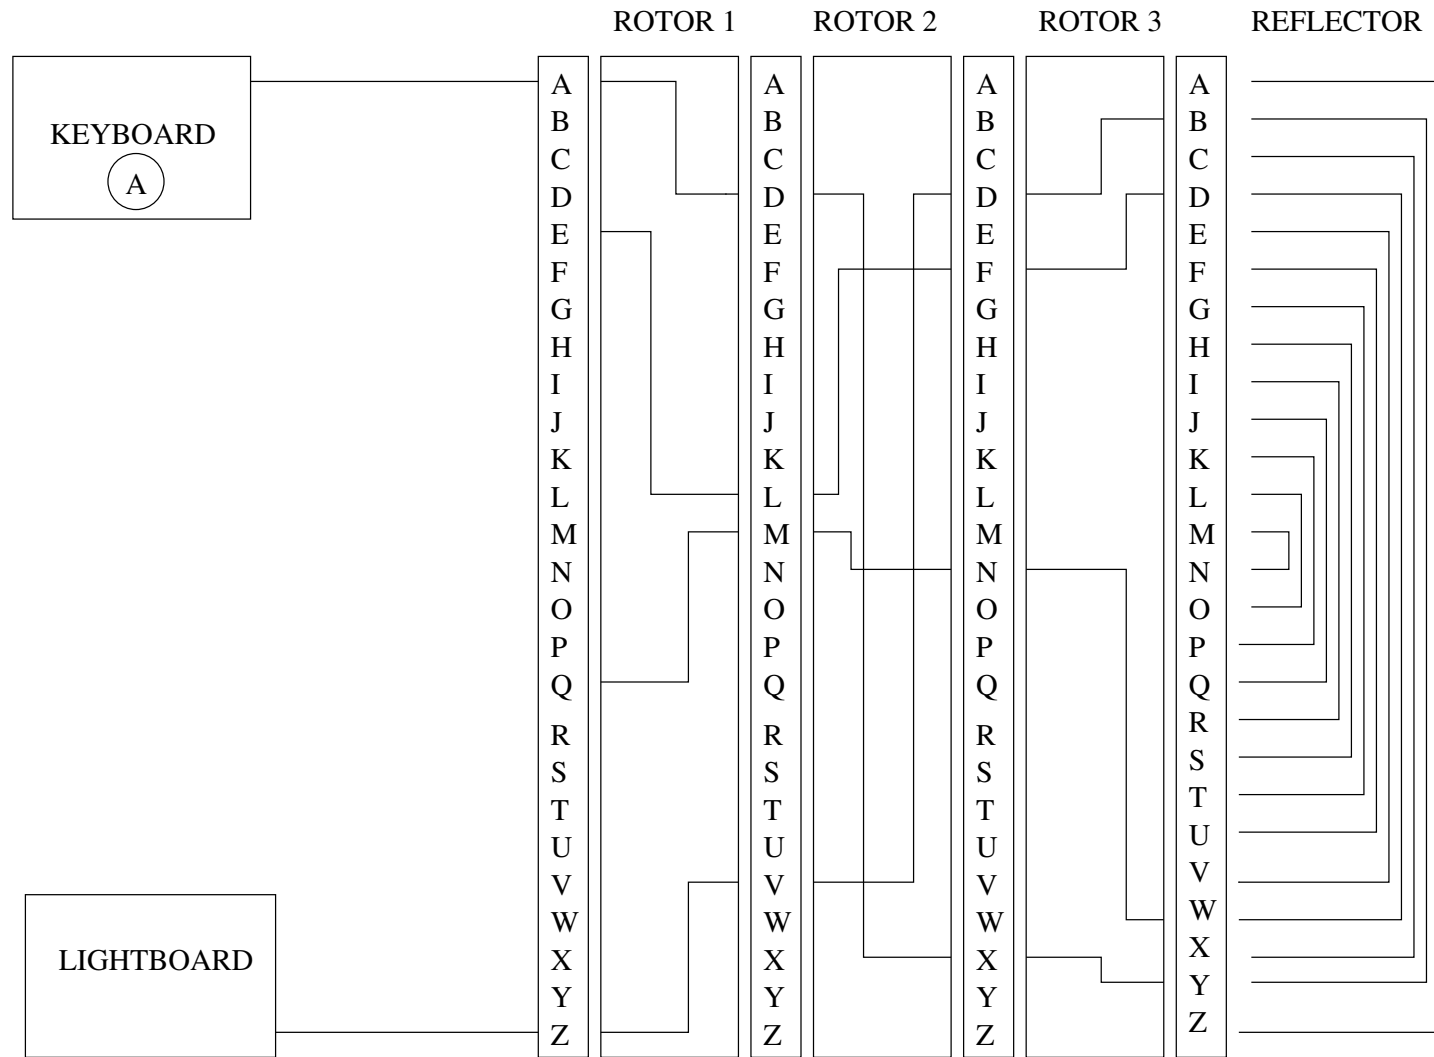 ROTOR 1 ROTOR 2 ROTOR 3 REFLECTOR
A A A A
B B B B
KEYBOARD
C C C C
A
D D D D
E E E E
F F F F
G G G G
H H H H
I I I I
J J J J
K K K K
L L L L
M M M M
N N N N
O O O O
P P P P
Q Q Q Q
R R R R
S S S S
T T T T
U U U U
V V V V
W W W W
LIGHTBOARD
X X X X
Y Y Y Y
Z Z Z Z